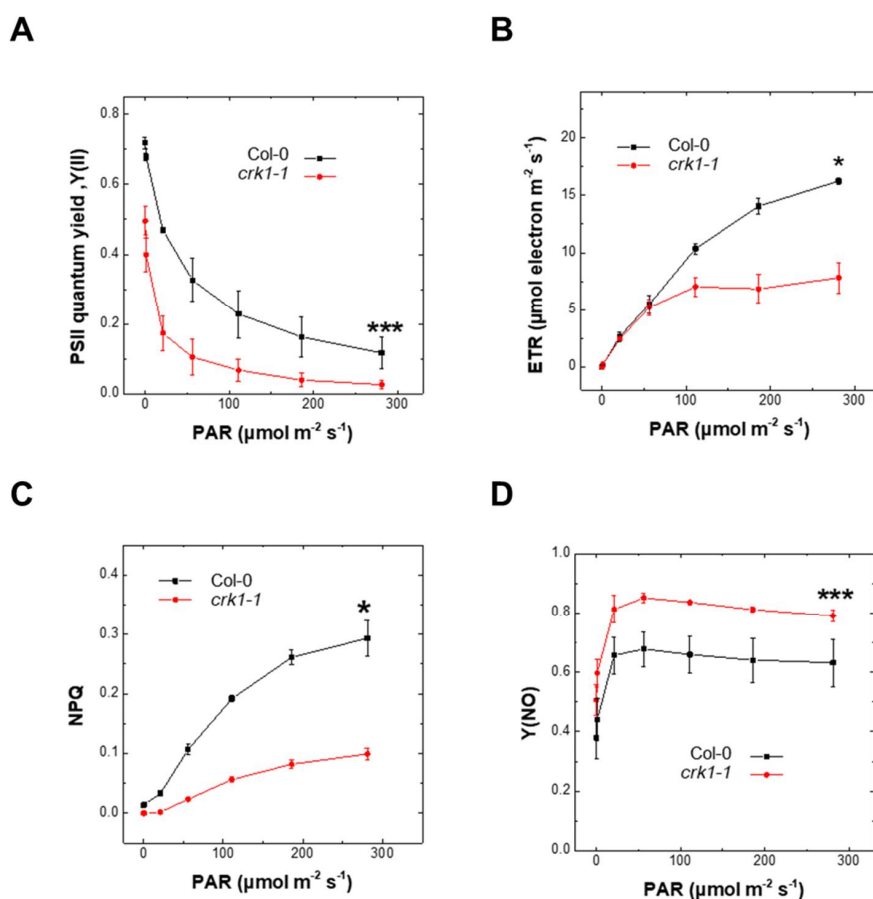 A
B
0.8
0.6
0.4
0.2
0.0
PSII quantum yield ,Y(II)
Col-0
crk1-1
***
0
100
200
300
PAR (µmol m-2 s-1)
20
15
10
5
0
ETR (µmol electron m-2 s-1)
Col-0
crk1-1
*
0
100
200
300
PAR (µmol m-2 s-1)
C
D
0.4
0.3
0.2
0.1
0.0
NPQ
Col-0
crk1-1
*
0
100
200
300
PAR (µmol m-2 s-1)
1.0
0.8
0.6
0.4
0.2
0.0
Y(NO)
***
Col-0
crk1-1
0
100
200
300
PAR (µmol m-2 s-1)